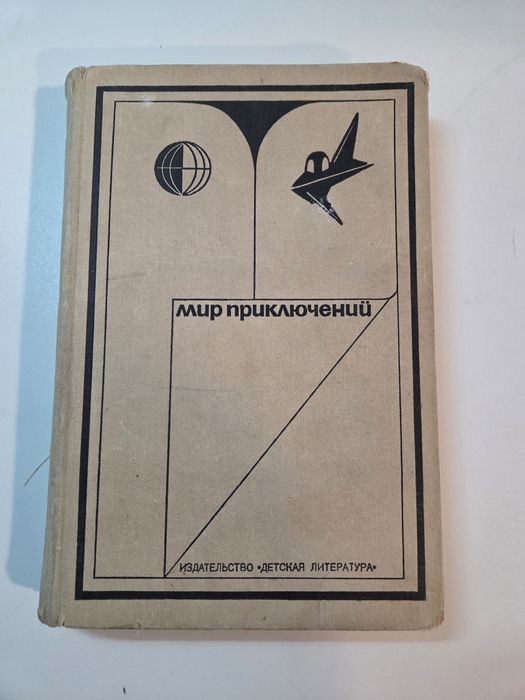 мир приключений
ИЗДАТЕЛЬСТВО «ДЕТСКАЯ ЛИТЕРАТУРА»